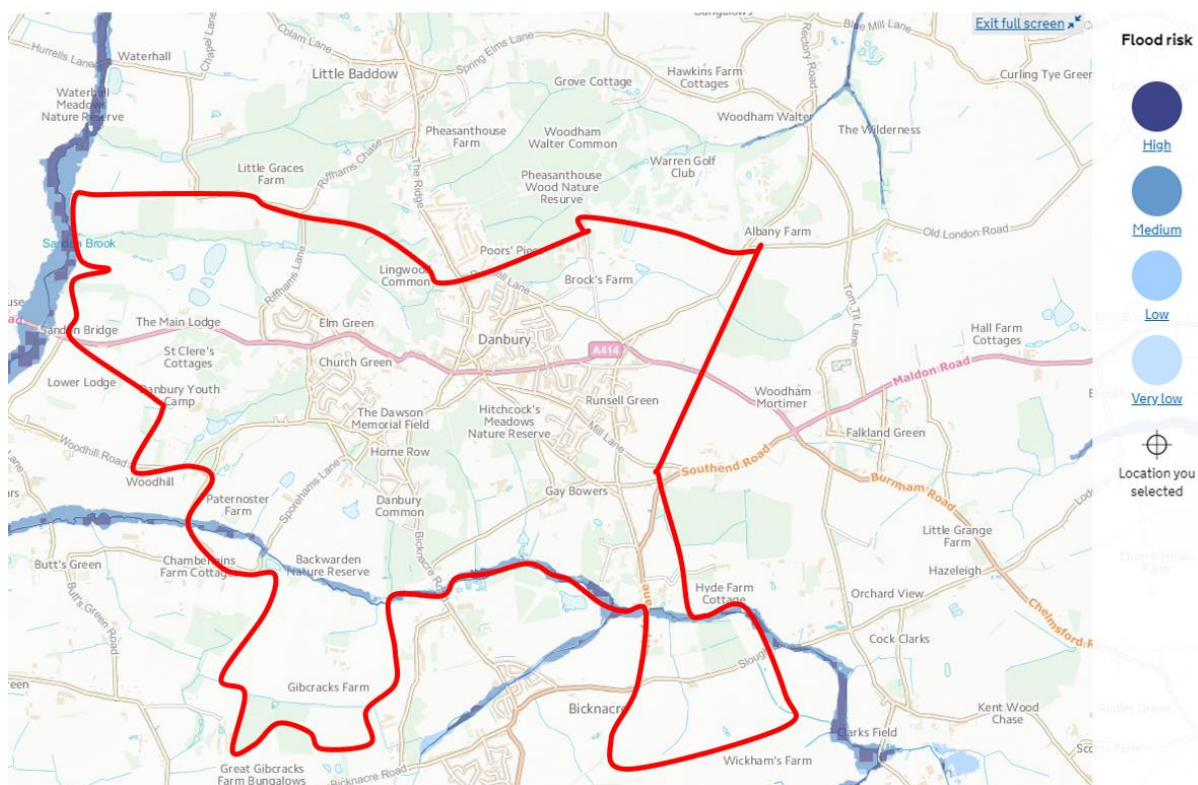 Exit full screen
Flood risk
High
Medium
Low
Very low
Location you
selected
Blue Mill Lane
Colam Lane
Chapel Lane
Hurrells Lane
Waterhall
Spring Elms Lane
Rectory Road
Little Baddow
Grove Cottage
Hawkins Farm
Cottages
Curling Tye Green
Waterhall
Meadows
Nature Reserve
Pheasanthouse
Farm
Woodham
Walter Common
Woodham Walter
The Wilderness
Little Graces
Farm
Riffhams Chase
The Ridge
Warren Golf
Club
Pheasanthouse
Wood Nature
Reserve
Albany Farm
Old London Road
Poors' Piece
Lingwood
Common
Brock's Farm
Riffhams Lane
Tom Tit Lane
Sandon Bridge
The Main Lodge
Elm Green
Danbury
A414
Hall Farm
Cottages
St Clere's
Cottages
Church Green
Maldon Road
Lower Lodge
Danbury Youth
Camp
Runsell Green
Woodham
Mortimer
The Dawson
Memorial Field
Hitchcock's
Meadows
Nature Reserve
Mill Lane
Falkland Green
Woodhill Road
Horne Row
Southend Road
Woodhill
Gay Bowers
Burnham Road
Paternoster
Farm
Sporehams Lane
Danbury
Common
Little Grange
Farm
Butt's Green
Chamberlains
Farm Cottages
Backwarden
Nature Reserve
Bicknacre Road
Hazeleigh
Hyde Farm
Cottage
Orchard View
Butt's Green Road
Cock Clarks
Gibcracks Farm
Bicknacre
Kent Wood
Chase
Clarks Field
Great Gibcracks
Farm Bungalows
Bicknacre Road
Wickham's Farm